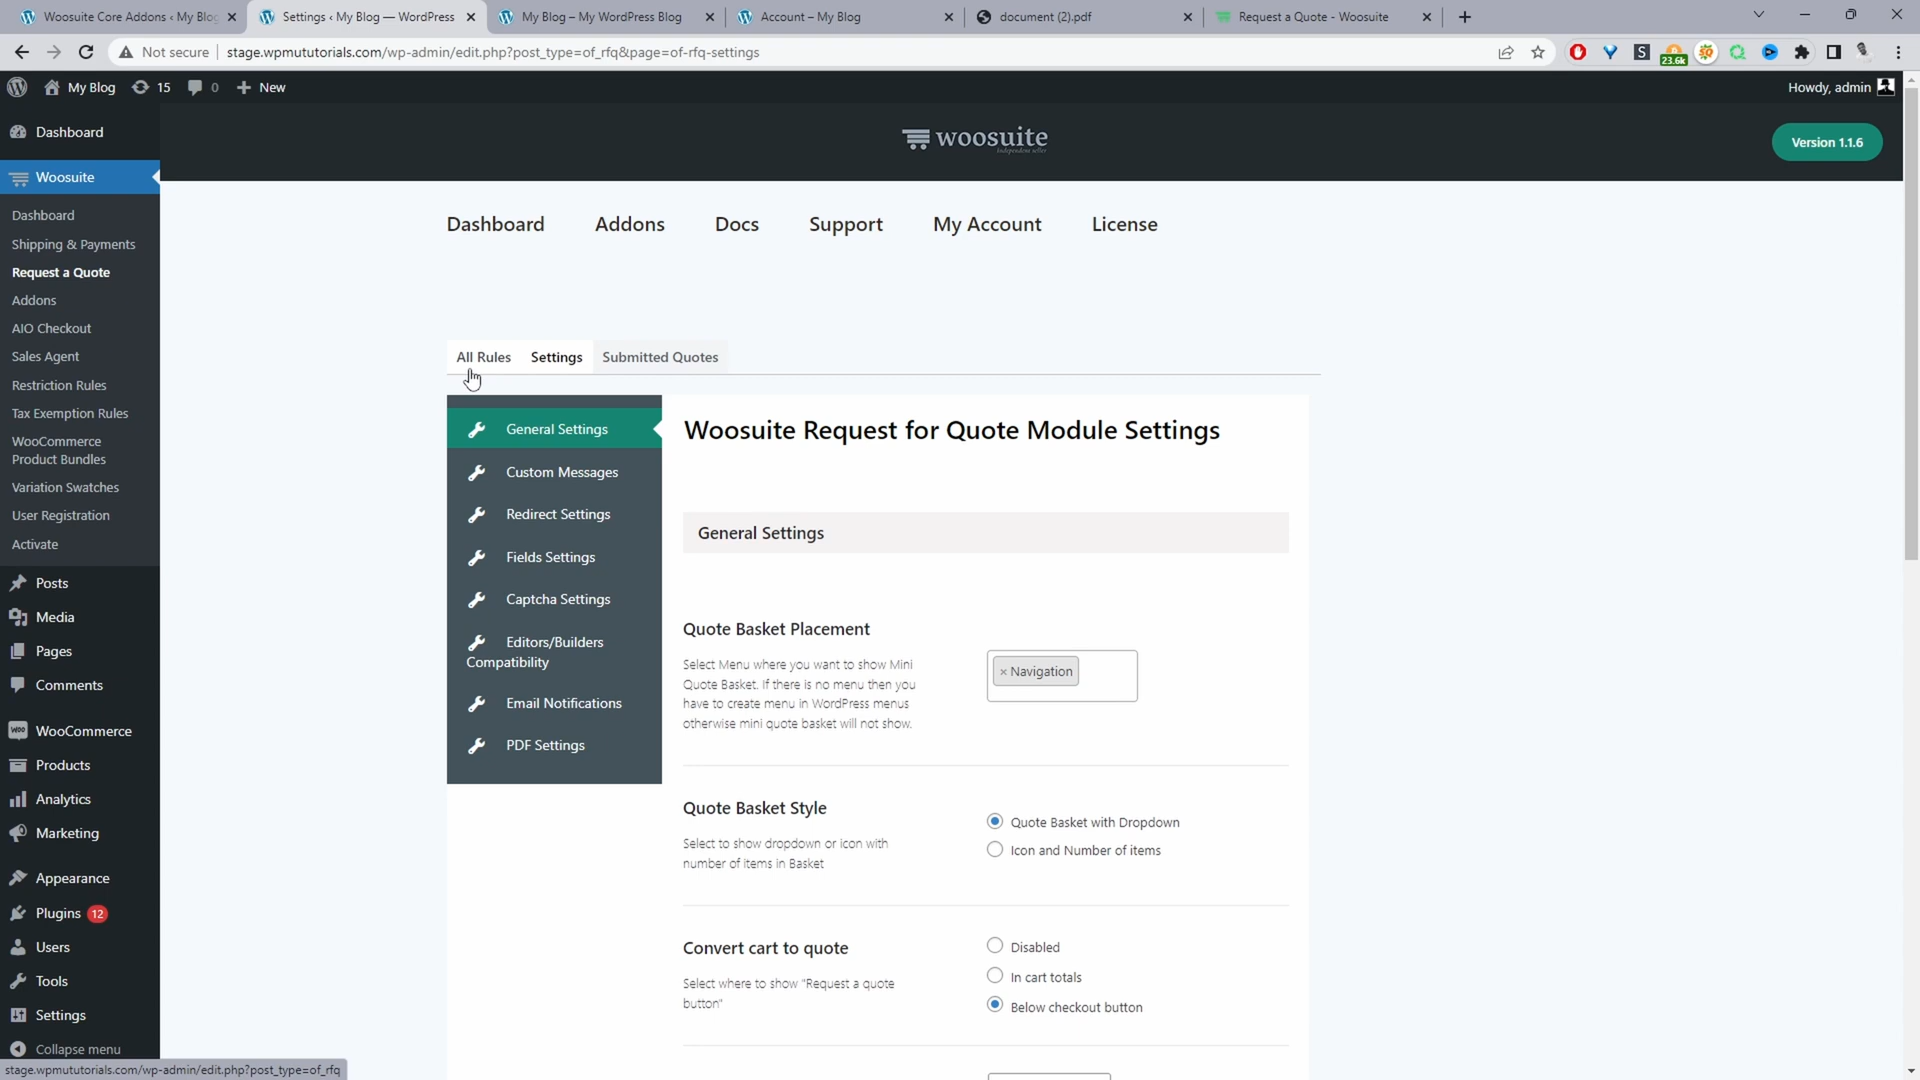 Woosuite Core Addons ‹ My Blog
Settings ‹ My Blog — WordPress
My Blog – My WordPress Blog
Account – My Blog
document (2).pdf
Request a Quote - Woosuite
Not secure
stage.wpmututorials.com/wp-admin/edit.php?post_type=of_rfq&page=of-rfq-settings
S
23.6k
My Blog
15
0
New
Howdy, admin
Dashboard
Woosuite
Dashboard
Shipping & Payments
Request a Quote
Addons
AIO Checkout
Sales Agent
Restriction Rules
Tax Exemption Rules
WooCommerce
Product Bundles
Variation Swatches
User Registration
Activate
Posts
Media
Pages
Comments
WooCommerce
Products
Analytics
Marketing
Appearance
Plugins 12
Users
Tools
Settings
Collapse menu
stage.wpmututorials.com/wp-admin/edit.php?post_type=of_rfq
woosuite
independent seller
Version 1.1.6
Dashboard
Addons
Docs
Support
My Account
License
All Rules
Settings
Submitted Quotes
General Settings
Custom Messages
Redirect Settings
Fields Settings
Captcha Settings
Editors/Builders
Compatibility
Email Notifications
PDF Settings
Woosuite Request for Quote Module Settings
General Settings
Quote Basket Placement
Select Menu where you want to show Mini
Quote Basket. If there is no menu then you
have to create menu in WordPress menus
otherwise mini quote basket will not show.
× Navigation
Quote Basket Style
Select to show dropdown or icon with
number of items in Basket
Quote Basket with Dropdown
Icon and Number of items
Convert cart to quote
Select where to show "Request a quote
button"
Disabled
In cart totals
Below checkout button